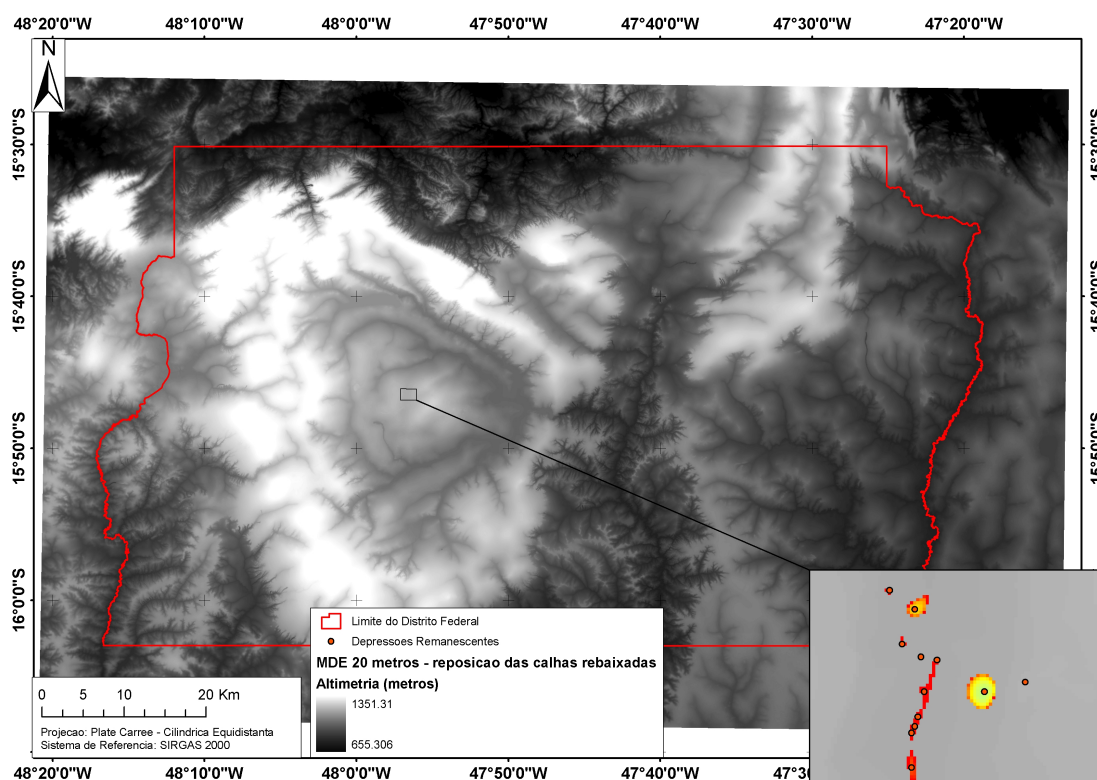 48°20'0"W 48°10'0"W 48°0'0"W 47°50'0"W 47°40'0"W 47°30'0"W 47°20'0"W
N
15°30'0"S 15°30'0"S
15°40'0"S 15°40'0"S
15°50'0"S 15°50'0"S
16°0'0"S
Limite do Distrito Federal
Depressoes Remanescentes
MDE 20 metros - reposicao das calhas rebaixadas
Altimetria (metros)
1351.31
655.306
0 5 10 20 Km
Projecao: Plate Carree - Cilindrica Equidistanta
Sistema de Referencia: SIRGAS 2000
48°20'0"W 48°10'0"W 48°0'0"W 47°50'0"W 47°40'0"W 47°3